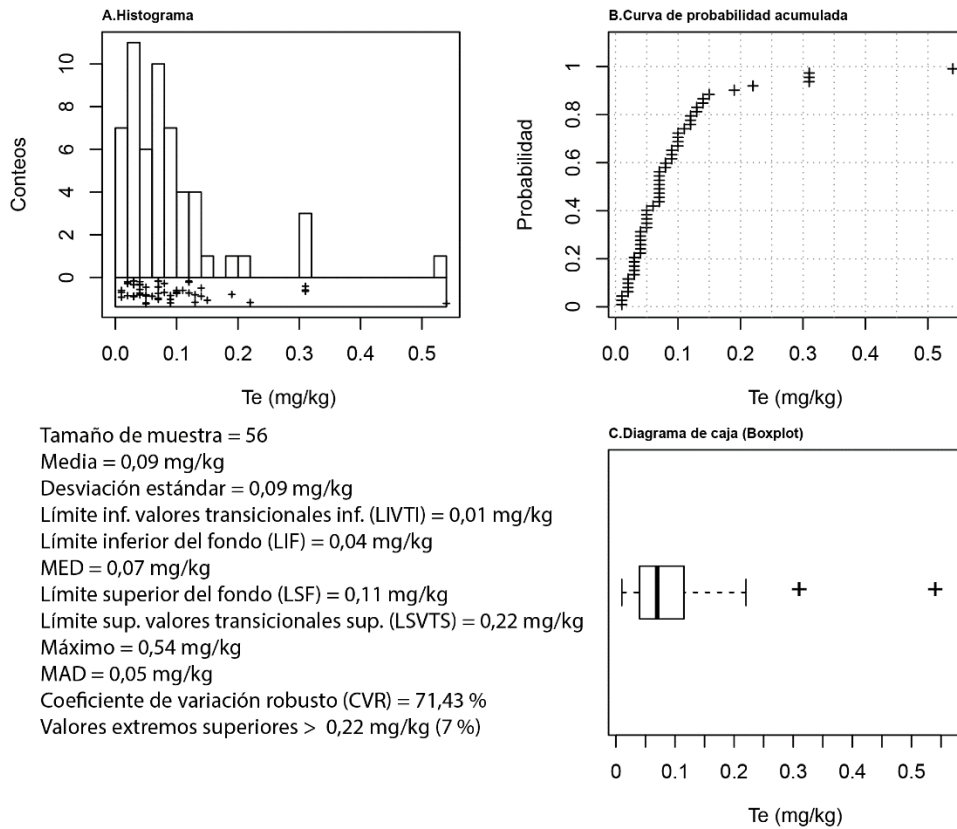 A.Histograma
Conteos
0
2
4
6
8
10
0.0 0.1 0.2 0.3 0.4 0.5
Te (mg/kg)
B.Curva de probabilidad acumulada
Probabilidad
0
0.2
0.4
0.6
0.8
1
0 0.1 0.2 0.3 0.4 0.5
Te (mg/kg)
Tamaño de muestra = 56
Media = 0,09 mg/kg
Desviación estándar = 0,09 mg/kg
Límite inf. valores transicionales inf. (LIVTI) = 0,01 mg/kg
Límite inferior del fondo (LIF) = 0,04 mg/kg
MED = 0,07 mg/kg
Límite superior del fondo (LSF) = 0,11 mg/kg
Límite sup. valores transicionales sup. (LSVTS) = 0,22 mg/kg
Máximo = 0,54 mg/kg
MAD = 0,05 mg/kg
Coeficiente de variación robusto (CVR) = 71,43 %
Valores extremos superiores > 0,22 mg/kg (7 %)
C.Diagrama de caja (Boxplot)
0 0.1 0.2 0.3 0.4 0.5
Te (mg/kg)